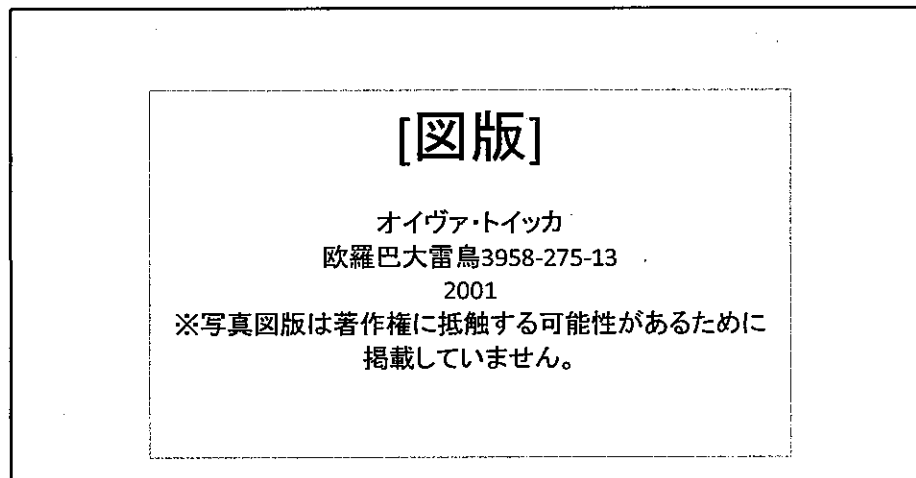 [図版]
オイヴァ・トイッカ
欧羅巴大雷鳥3958-275-13
2001
※写真図版は著作権に抵触する可能性があるために
掲載していません。